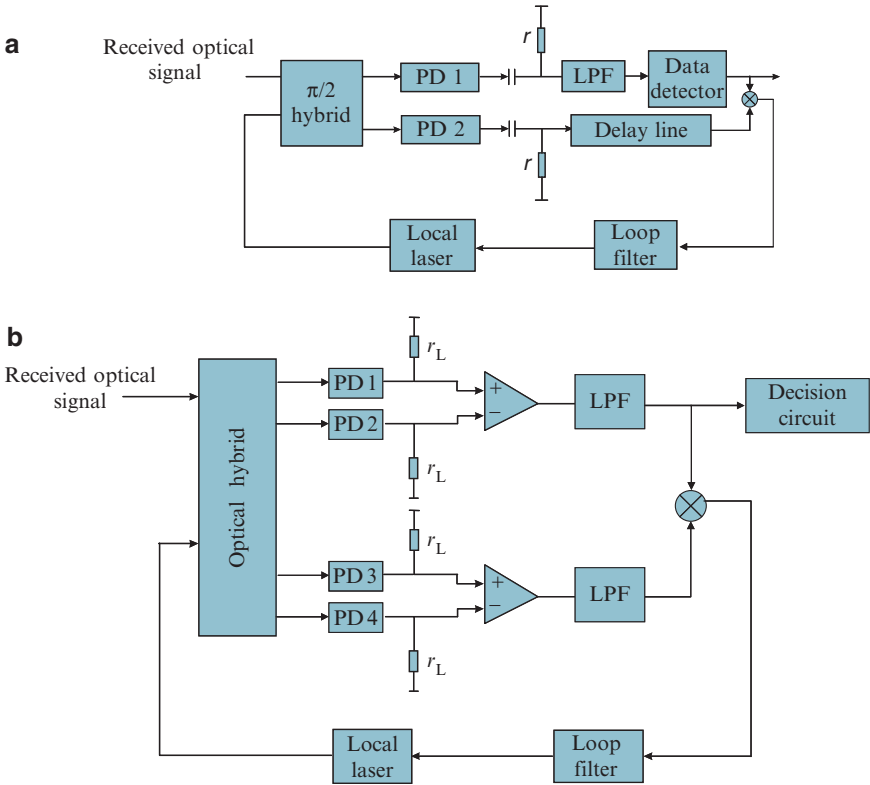 a
Received optical
signal
π/2
hybrid
PD 1
r
LPF
Data
detector
PD 2
r
Delay line
Local
laser
Loop
filter
b
Received optical
signal
Optical hybrid
PD 1
rL
+
−
LPF
Decision
circuit
PD 2
rL
rL
PD 3
+
−
LPF
PD 4
rL
Local
laser
Loop
filter